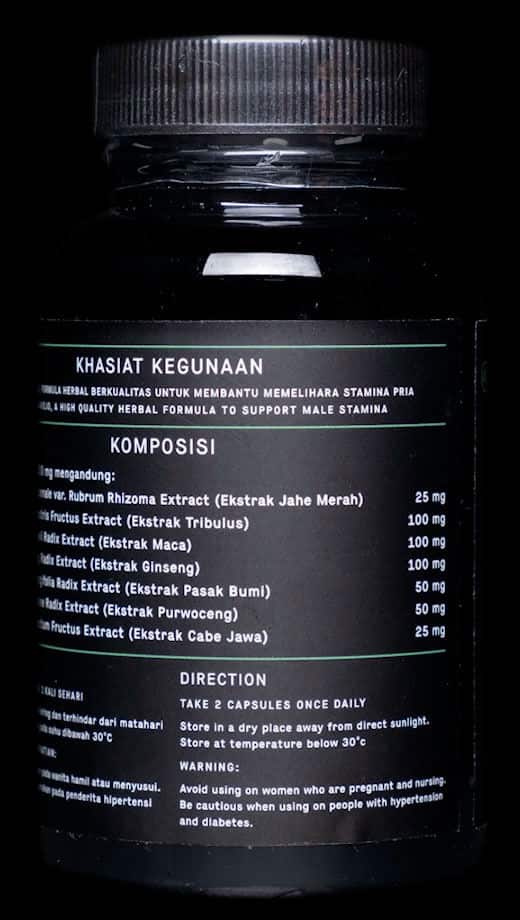 KHASIAT KEGUNAAN
FORMULA HERBAL BERKUALITAS UNTUK MEMBANTU MEMELIHARA STAMINA PRIA
A HIGH QUALITY HERBAL FORMULA TO SUPPORT MALE STAMINA
KOMPOSISI
mg mengandung:
var. Rubrum Rhizoma Extract (Ekstrak Jahe Merah) 25 mg
Fructus Extract (Ekstrak Tribulus) 100 mg
Radix Extract (Ekstrak Maca) 100 mg
Radix Extract (Ekstrak Ginseng) 100 mg
Radix Extract (Ekstrak Pasak Bumi) 50 mg
Radix Extract (Ekstrak Purwoceng) 50 mg
Fructus Extract (Ekstrak Cabe Jawa) 25 mg
KALI SEHARI
dan terhindar dari matahari
suhu dibawah 30°C
pada wanita hamil atau menyusui.
pada penderita hipertensi
DIRECTION
TAKE 2 CAPSULES ONCE DAILY
Store in a dry place away from direct sunlight.
Store at temperature below 30°c
WARNING:
Avoid using on women who are pregnant and nursing.
Be cautious when using on people with hypertension
and diabetes.